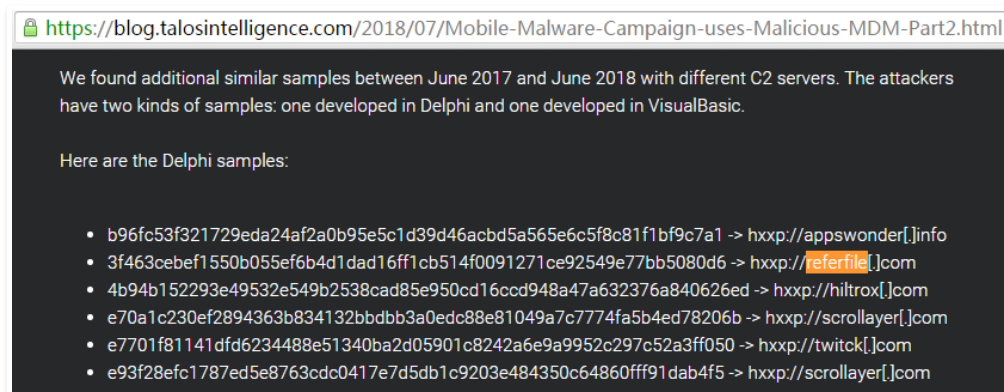 https://blog.talosintelligence.com/2018/07/Mobile-Malware-Campaign-uses-Malicious-MDM-Part2.html
We found additional similar samples between June 2017 and June 2018 with different C2 servers. The attackers
have two kinds of samples: one developed in Delphi and one developed in VisualBasic.
Here are the Delphi samples:
• b96fc53f321729eda24af2a0b95e5c1d39d46acbd5a565e6c5f8c81f1bf9c7a1 -> hxxp://appswonder[.]info
• 3f463cebef1550b055ef6b4d1dad16ff1cb514f0091271ce92549e77bb5080d6 -> hxxp://referfile[.]com
• 4b94b152293e49532e549b2538cad85e950cd16ccd948a47a632376a840626ed -> hxxp://hiltrox[.]com
• e70a1c230ef2894363b834132bbdbb3a0edc88e81049a7c7774fa5b4ed78206b -> hxxp://scrollayer[.]com
• e7701f81141dfd6234488e51340ba2d05901c8242a6e9a9952c297c52a3ff050 -> hxxp://twitck[.]com
• e93f28efc1787ed5e8763cdc0417e7d5db1c9203e484350c64860fff91dab4f5 -> hxxp://scrollayer[.]com